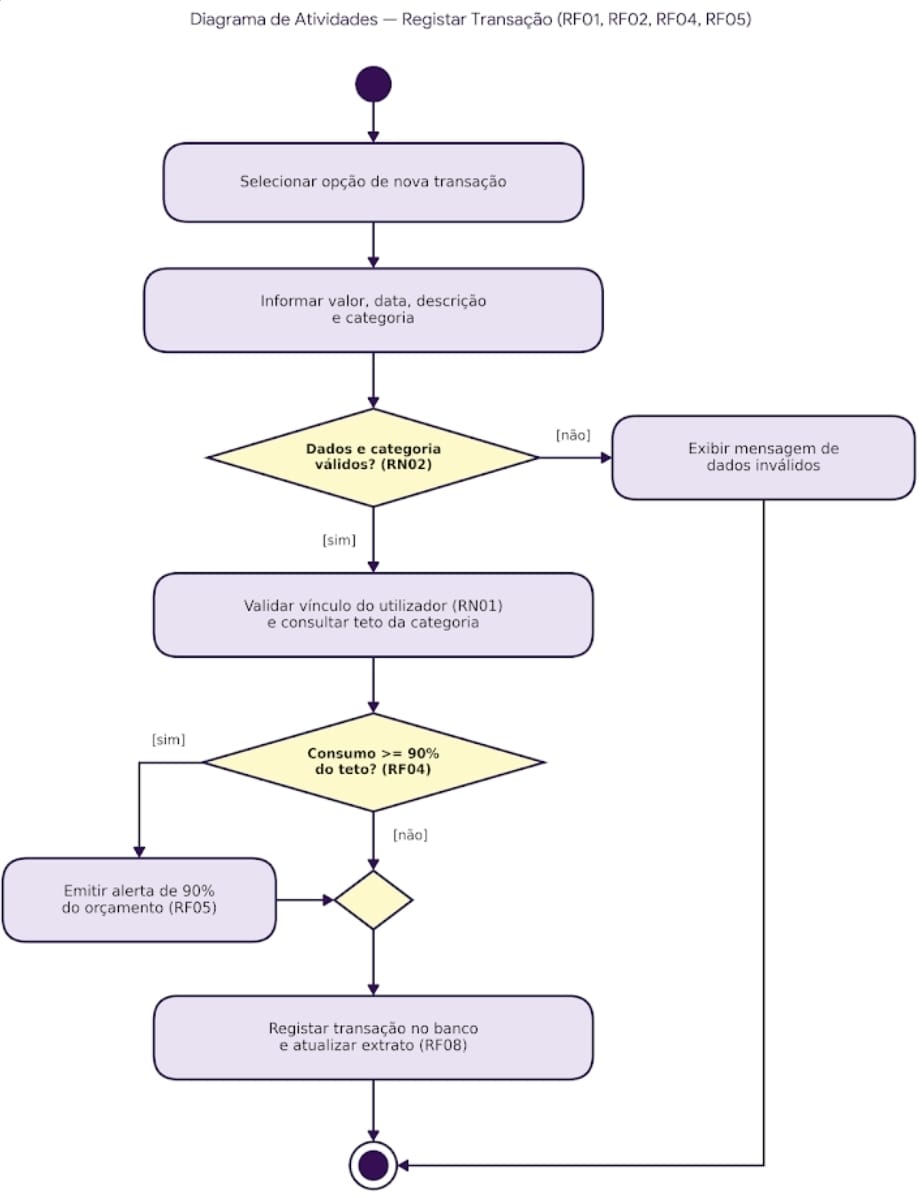 Diagrama de Atividades — Registar Transação (RF01, RF02, RF04, RF05)
Selecionar opção de nova transação
Informar valor, data, descrição
e categoria
Dados e categoria
válidos? (RN02)
[não]
Exibir mensagem de
dados inválidos
[sim]
Validar vínculo do utilizador (RN01)
e consultar teto da categoria
[sim]
Consumo >= 90%
do teto? (RF04)
[não]
Emitir alerta de 90%
do orçamento (RF05)
Registar transação no banco
e atualizar extrato (RF08)